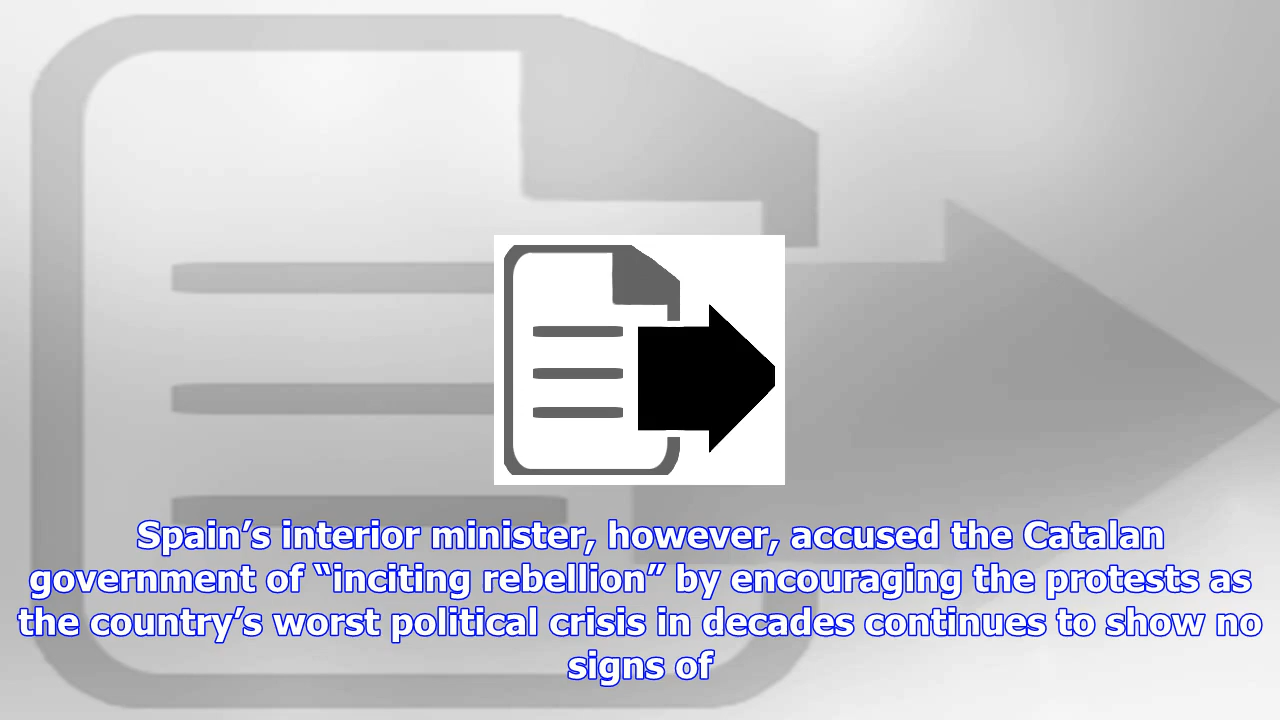 Spain’s interior minister, however, accused the Catalan
government of “inciting rebellion” by encouraging the protests as
the country’s worst political crisis in decades continues to show no
signs of